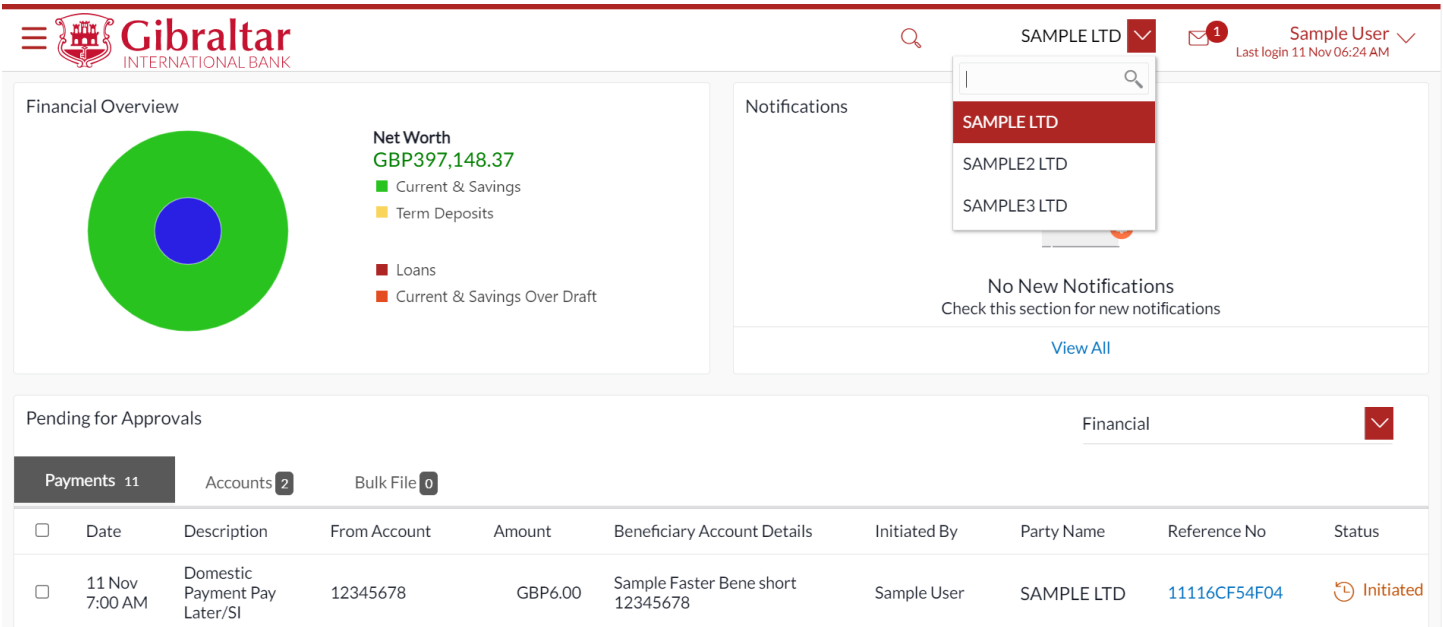 Gibraltar
INTERNATIONAL BANK
SAMPLE LTD
1
Sample User
Last login 11 Nov 06:24 AM
SAMPLE LTD
SAMPLE2 LTD
SAMPLE3 LTD
Financial Overview
Net Worth
GBP397,148.37
Current & Savings
Term Deposits
Loans
Current & Savings Over Draft
Notifications
No New Notifications
Check this section for new notifications
View All
Pending for Approvals
Financial
Payments 11
Accounts 2
Bulk File 0
Date Description From Account Amount Beneficiary Account Details Initiated By Party Name Reference No Status
11 Nov
7:00 AM
Domestic
Payment Pay
Later/SI
12345678
GBP6.00
Sample Faster Bene short
12345678
Sample User
SAMPLE LTD
11116CF54F04
Initiated